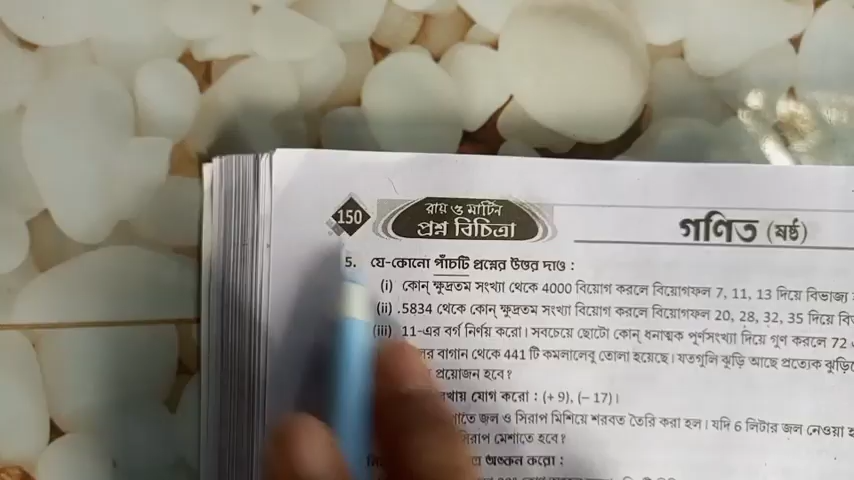 150
রায় ও মার্টিন
প্রশ্ন বিচিত্রা
গণিত (ষষ্ঠ)
5. যে-কোনো পাঁচটি প্রশ্নের উত্তর দাও :
(i) কোন্ ক্ষুদ্রতম সংখ্যা থেকে 4000 বিয়োগ করলে বিয়োগফল 7, 11, 13 দিয়ে বিভাজ্য
(ii) .5834 থেকে কোন্ ক্ষুদ্রতম সংখ্যা বিয়োগ করলে বিয়োগফল 20, 28, 32, 35 দিয়ে
(iii) 11-এর বর্গ নির্ণয় করো। সবচেয়ে ছোটো কোন্ ধনাত্মক পূর্ণসংখ্যা দিয়ে গুণ করলে 72
বাগান থেকে 441 টি কমলালেবু তোলা হয়েছে। যতগুলি ঝুড়ি আছে প্রত্যেক
প্রয়োজন হবে?
যোগ করো : (+ 9), (– 17)।
জল ও সিরাপ মিশিয়ে শরবত তৈরি করা হল। যদি 6 লিটার জল নেওয়া
মেশাতে হবে?
অঙ্কন করো :